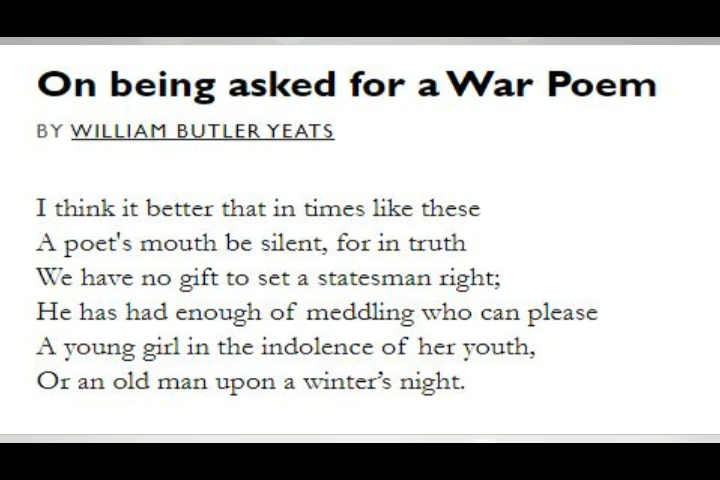 On being asked for a War Poem
BY WILLIAM BUTLER YEATS
I think it better that in times like these
A poet's mouth be silent, for in truth
We have no gift to set a statesman right;
He has had enough of meddling who can please
A young girl in the indolence of her youth,
Or an old man upon a winter’s night.